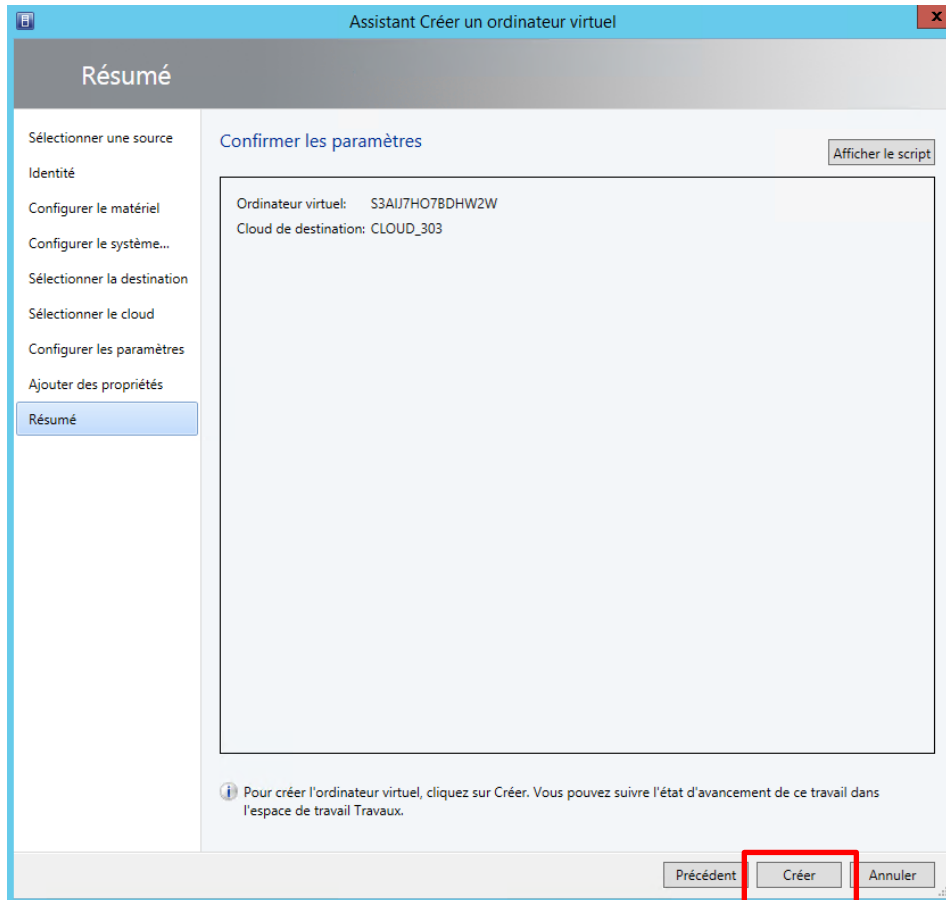 Assistant Créer un ordinateur virtuel
x
Résumé
Sélectionner une source
Identité
Configurer le matériel
Configurer le système...
Sélectionner la destination
Sélectionner le cloud
Configurer les paramètres
Ajouter des propriétés
Résumé
Confirmer les paramètres
Afficher le script
Ordinateur virtuel: S3AIJ7HO7BDHW2W
Cloud de destination: CLOUD_303
Pour créer l'ordinateur virtuel, cliquez sur Créer. Vous pouvez suivre l'état d'avancement de ce travail dans
l'espace de travail Travaux.
Précédent Créer Annuler